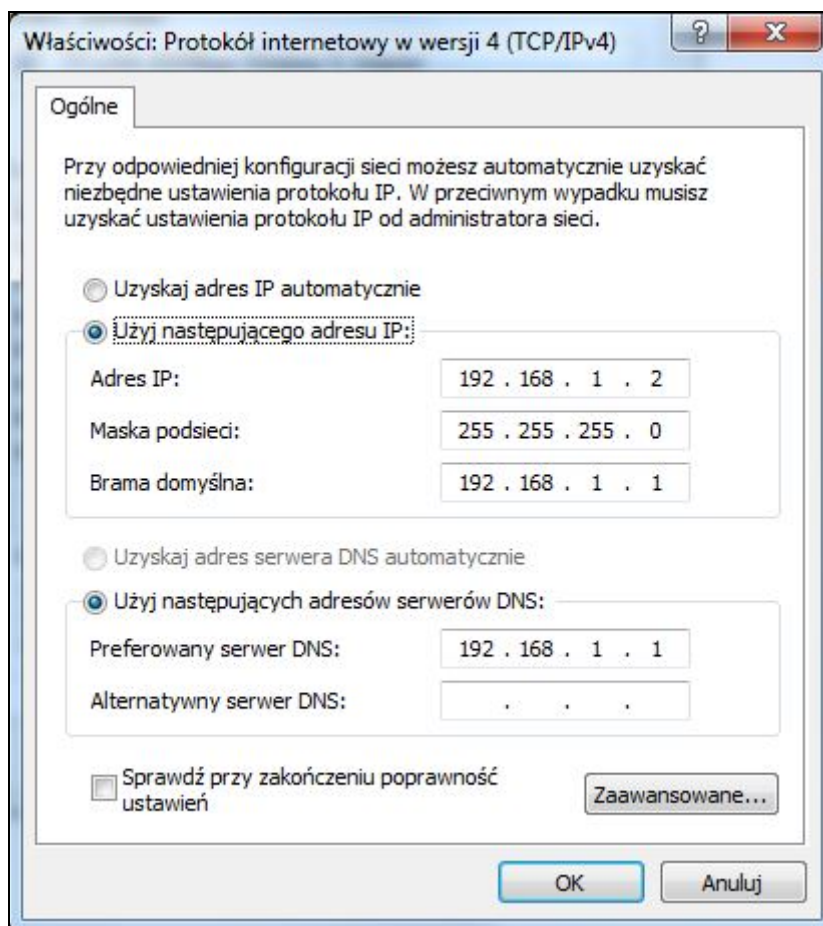 Właściwości: Protokół internetowy w wersji 4 (TCP/IPv4)
Ogólne
Przy odpowiedniej konfiguracji sieci możesz automatycznie uzyskać
niezbędne ustawienia protokołu IP. W przeciwnym wypadku musisz
uzyskać ustawienia protokołu IP od administratora sieci.
Uzyskaj adres IP automatycznie
Użyj następującego adresu IP:
Adres IP: 192 . 168 . 1 . 2
Maska podsieci: 255 . 255 . 255 . 0
Brama domyślna: 192 . 168 . 1 . 1
Uzyskaj adres serwera DNS automatycznie
Użyj następujących adresów serwerów DNS:
Preferowany serwer DNS: 192 . 168 . 1 . 1
Alternatywny serwer DNS: . . .
Sprawdź przy zakończeniu poprawność
ustawień
Zaawansowane...
OK Anuluj